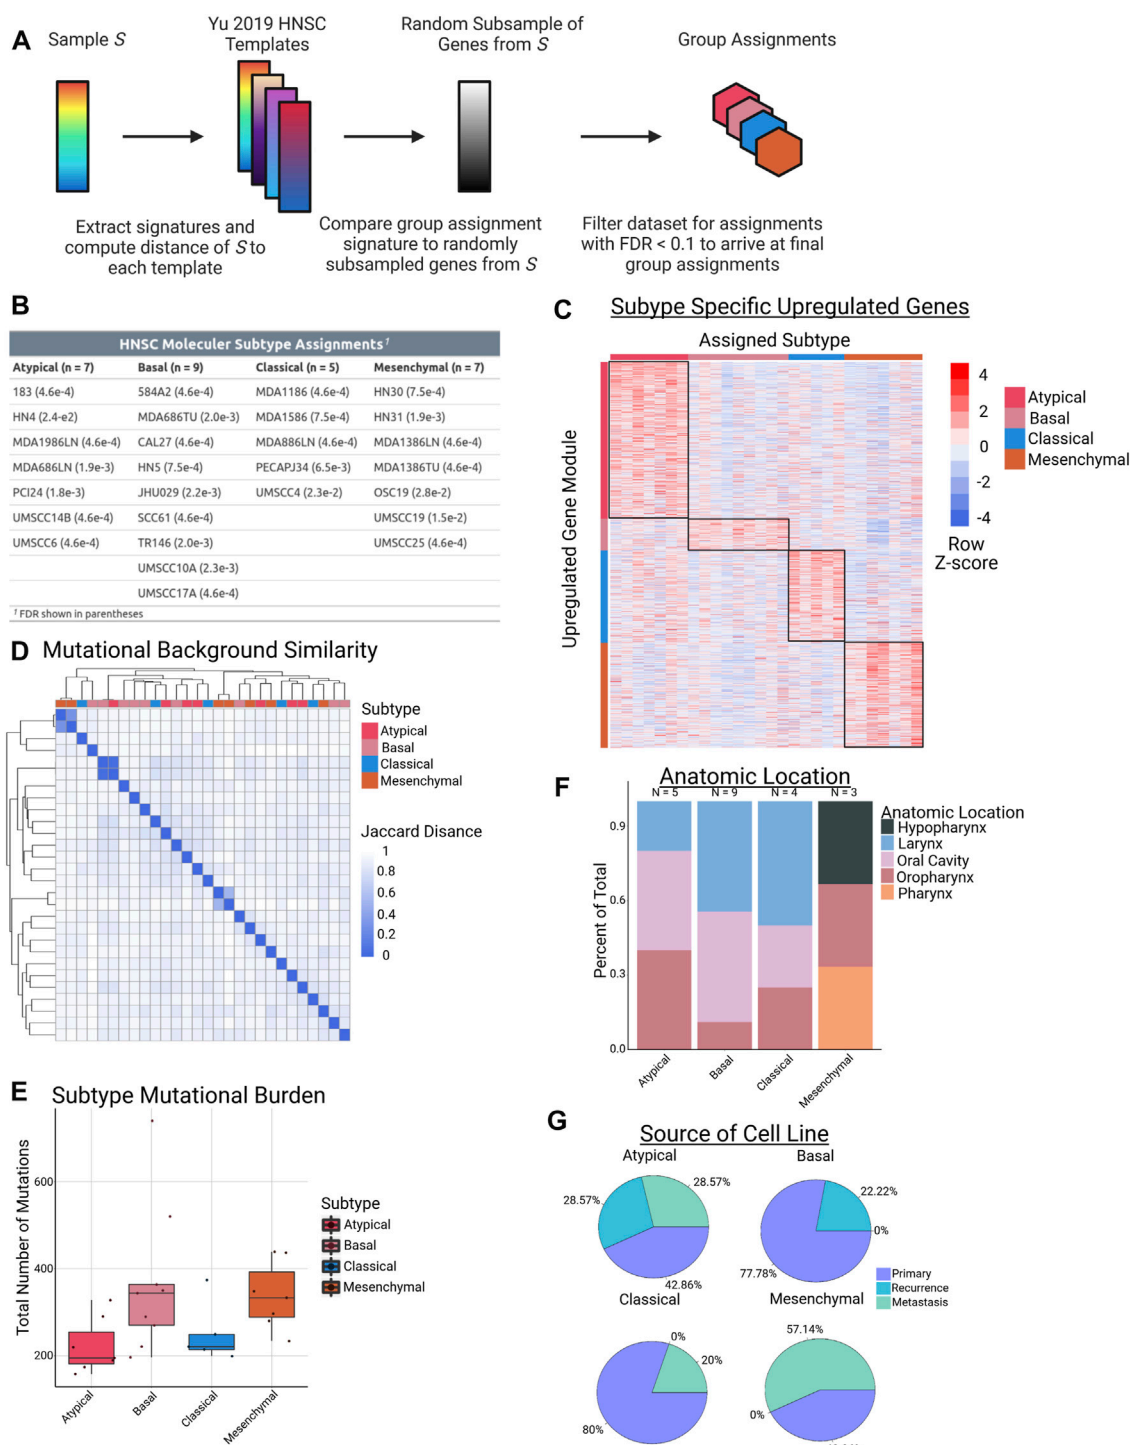 A
Sample S
Yu 2019 HNSC
Templates
Random Subsample of
Genes from S
Group Assignments
Extract signatures and
compute distance of S to
each template
Compare group assignment
signature to randomly
subsampled genes from S
Filter dataset for assignments
with FDR < 0.1 to arrive at final
group assignments
B
HNSC Moleculer Subtype Assignments¹
Atypical (n = 7) Basal (n = 9) Classical (n = 5) Mesenchymal (n = 7)
183 (4.6e-4) 584A2 (4.6e-4) MDA1186 (4.6e-4) HN30 (7.5e-4)
HN4 (2.4-e2) MDA686TU (2.0e-3) MDA1586 (7.5e-4) HN31 (1.9e-3)
MDA1986LN (4.6e-4) CAL27 (4.6e-4) MDA886LN (4.6e-4) MDA1386LN (4.6e-4)
MDA686LN (1.9e-3) HN5 (7.5e-4) PECAPJ34 (6.5e-3) MDA1386TU (4.6e-4)
PCI24 (1.8e-3) JHU029 (2.2e-3) UMSCC4 (2.3e-2) OSC19 (2.8e-2)
UMSCC14B (4.6e-4) SCC61 (4.6e-4) UMSCC19 (1.5e-2)
UMSCC6 (4.6e-4) TR146 (2.0e-3) UMSCC25 (4.6e-4)
UMSCC10A (2.3e-3)
UMSCC17A (4.6e-4)
¹ FDR shown in parentheses
C
Subype Specific Upregulated Genes
Assigned Subtype
Upregulated Gene Module
4
2
0
-2
-4
Row
Z-score
Atypical
Basal
Classical
Mesenchymal
D
Mutational Background Similarity
Subtype
Atypical
Basal
Classical
Mesenchymal
Jaccard Disance
1
0.8
0.6
0.4
0.2
0
E
Subtype Mutational Burden
Total Number of Mutations
600
400
200
Atypical
Basal
Classical
Mesenchymal
Subtype
Atypical
Basal
Classical
Mesenchymal
F
Anatomic Location
N = 5 N = 9 N = 4 N = 3
Percent of Total
0.9
0.6
0.3
0.0
Atypical
Basal
Classical
Mesenchymal
Anatomic Location
Hypopharynx
Larynx
Oral Cavity
Oropharynx
Pharynx
G
Source of Cell Line
Atypical
28.57%
28.57%
42.86%
Basal
22.22%
0%
77.78%
Classical
0%
20%
80%
Mesenchymal
57.14%
0%
Primary
Recurrence
Metastasis